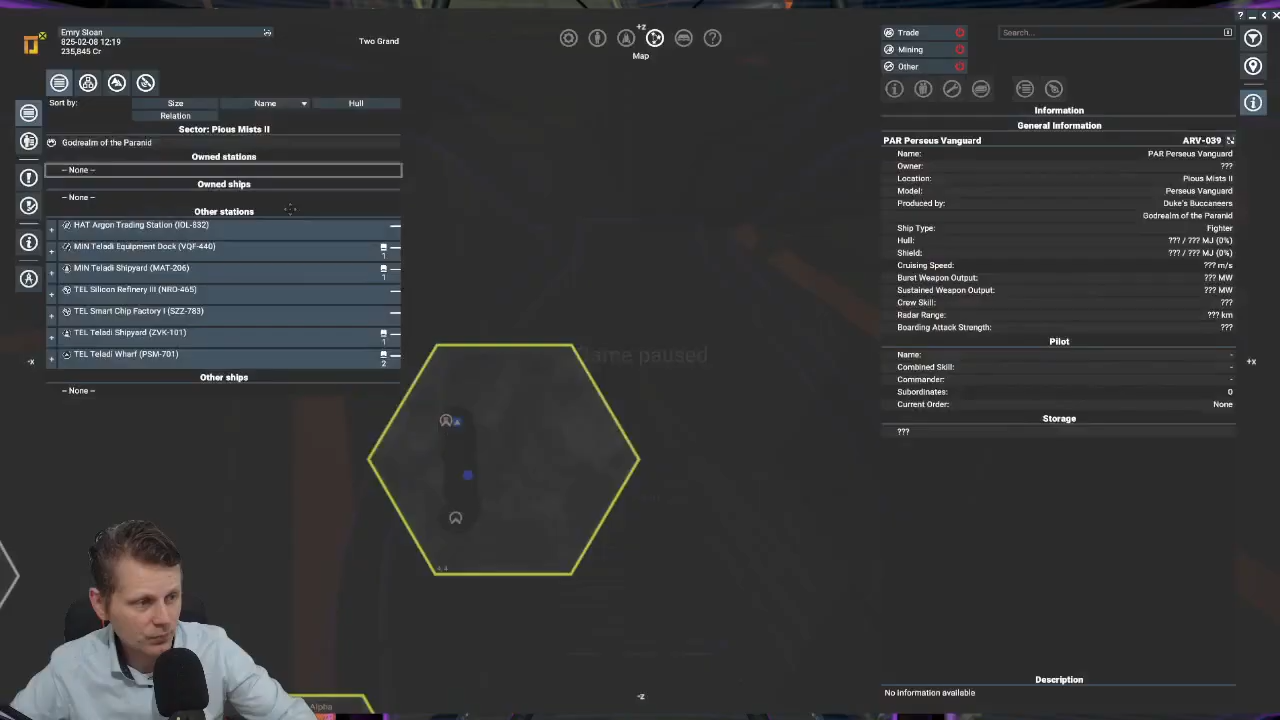 Emry Sloan
825-02-08 12:19
235,845 Cr
Two Grand
+z
Map
Trade
Mining
Other
Search...
Sort by:
Size
Name
Hull
Relation
Sector: Pious Mists II
Godrealm of the Paranid
Owned stations
-- None --
Owned ships
-- None --
Other stations
+ HAT Argon Trading Station (IOL-832)
+ MIN Teladi Equipment Dock (VQF-440)
1
+ MIN Teladi Shipyard (MAT-206)
1
+ TEL Silicon Refinery III (NRD-465)
+ TEL Smart Chip Factory I (SZZ-783)
+ TEL Teladi Shipyard (ZVK-101)
1
+ TEL Teladi Wharf (PSM-701)
2
Other ships
-- None --
-x
Game paused
+x
-z
Alpha
Information
General Information
PAR Perseus Vanguard ARV-039
Name: PAR Perseus Vanguard
Owner: ???
Location: Pious Mists II
Model: Perseus Vanguard
Produced by: Duke's Buccaneers
Godrealm of the Paranid
Ship Type: Fighter
Hull: ??? / ??? MJ (0%)
Shield: ??? / ??? MJ (0%)
Cruising Speed: ??? m/s
Burst Weapon Output: ??? MW
Sustained Weapon Output: ??? MW
Crew Skill: ???
Radar Range: ??? km
Boarding Attack Strength: ???
Pilot
Name: -
Combined Skill: -
Commander: -
Subordinates: 0
Current Order: None
Storage
???
Description
No information available